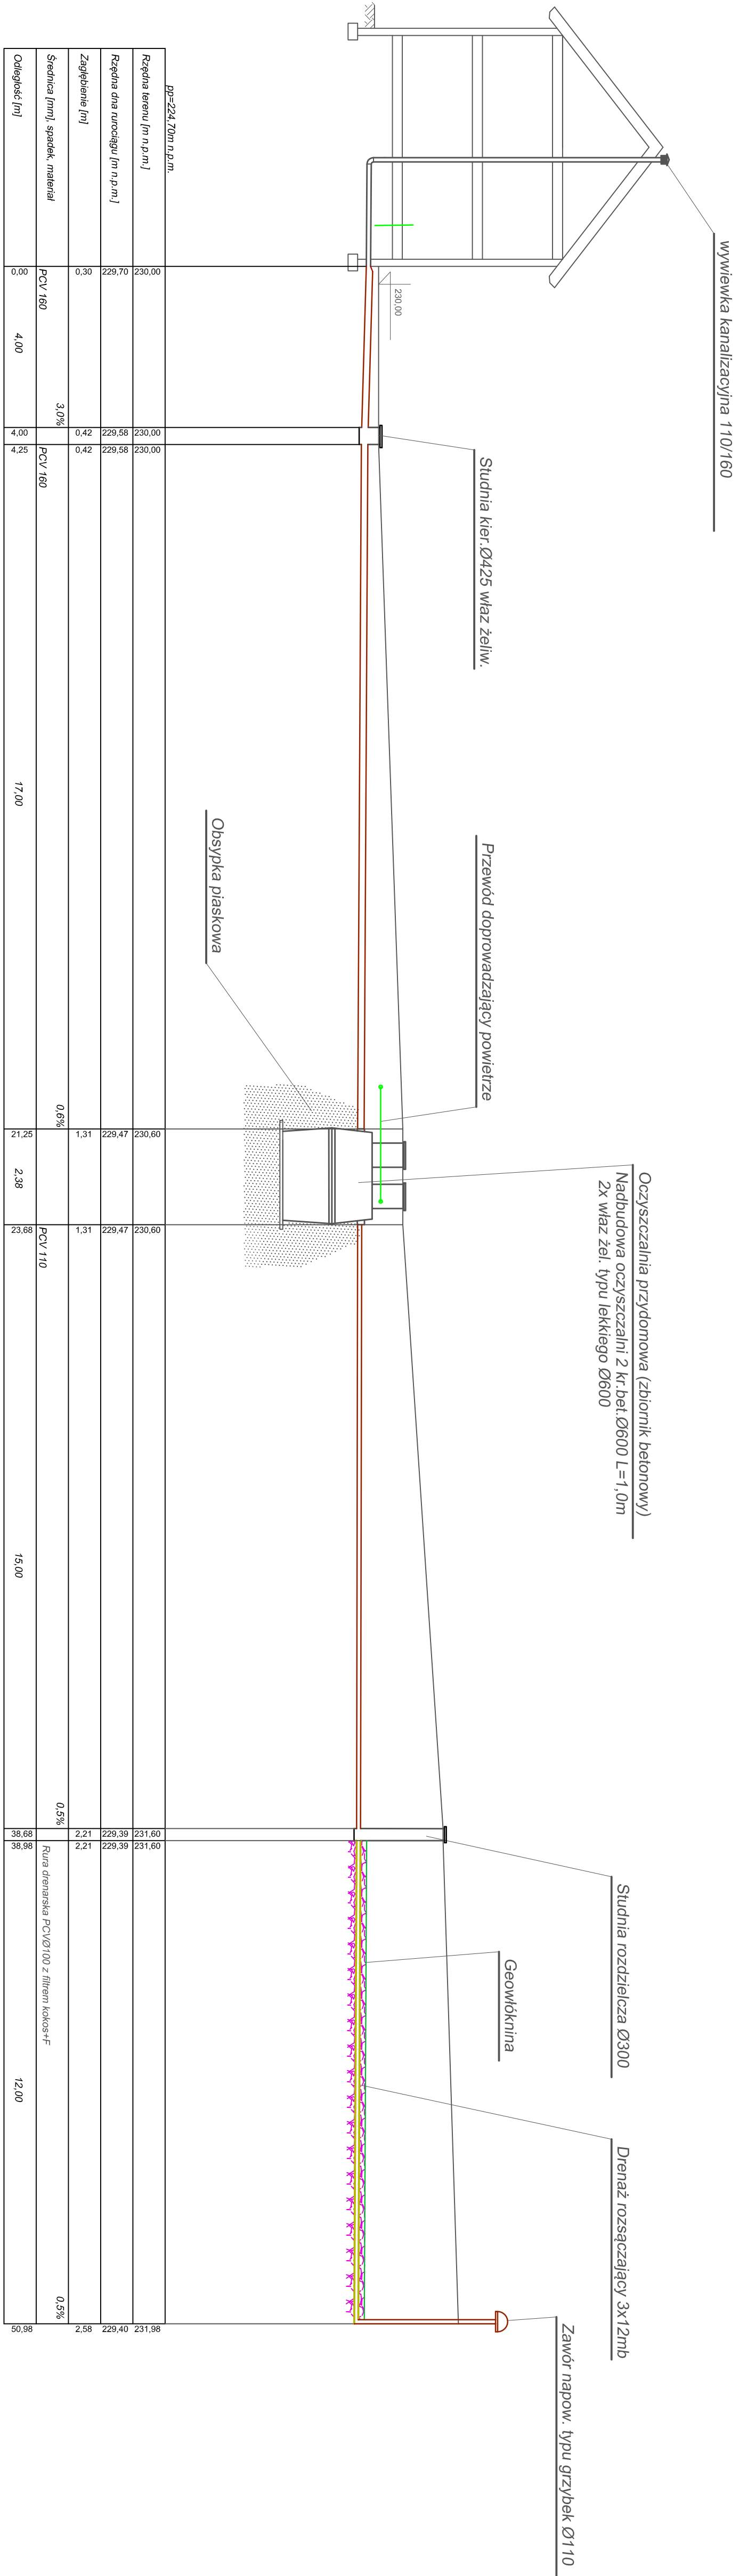 wywiewka kanalizacyjna 110/160
Studnia kier.Ø425 właz żeliw.
Przewód doprowadzający powietrze
Obsypka piaskowa
Oczyszczalnia przydomowa (zbiornik betonowy)
Nadbudowa oczyszczalni 2 kr.bet.Ø600 L=1,0m
2x właz żel. typu lekkiego Ø600
Studnia rozdzielcza Ø300
Geowłóknina
Drenaż rozsączający 3x12mb
Zawór napow. typu grzybek Ø110
230,00
pp=224,70m n.p.m.
Rzędna terenu [m n.p.m.] 230,00 230,00 230,00 230,60 230,60 231,60 231,60 231,98
Rzędna dna rurociągu [m n.p.m.] 229,70 229,58 229,58 229,47 229,47 229,39 229,39 229,40
Zagłębienie [m] 0,30 0,42 0,42 1,31 1,31 2,21 2,21 2,58
Średnica [mm], spadek, materiał PCV 160 3,0% PCV 160 0,6% PCV 110 0,5% Rura drenarska PCVØ100 z filtrem kokos+F 0,5%
Odległość [m] 0,00 4,00 4,00 4,25 17,00 21,25 2,38 23,68 15,00 38,68 38,98 12,00 50,98